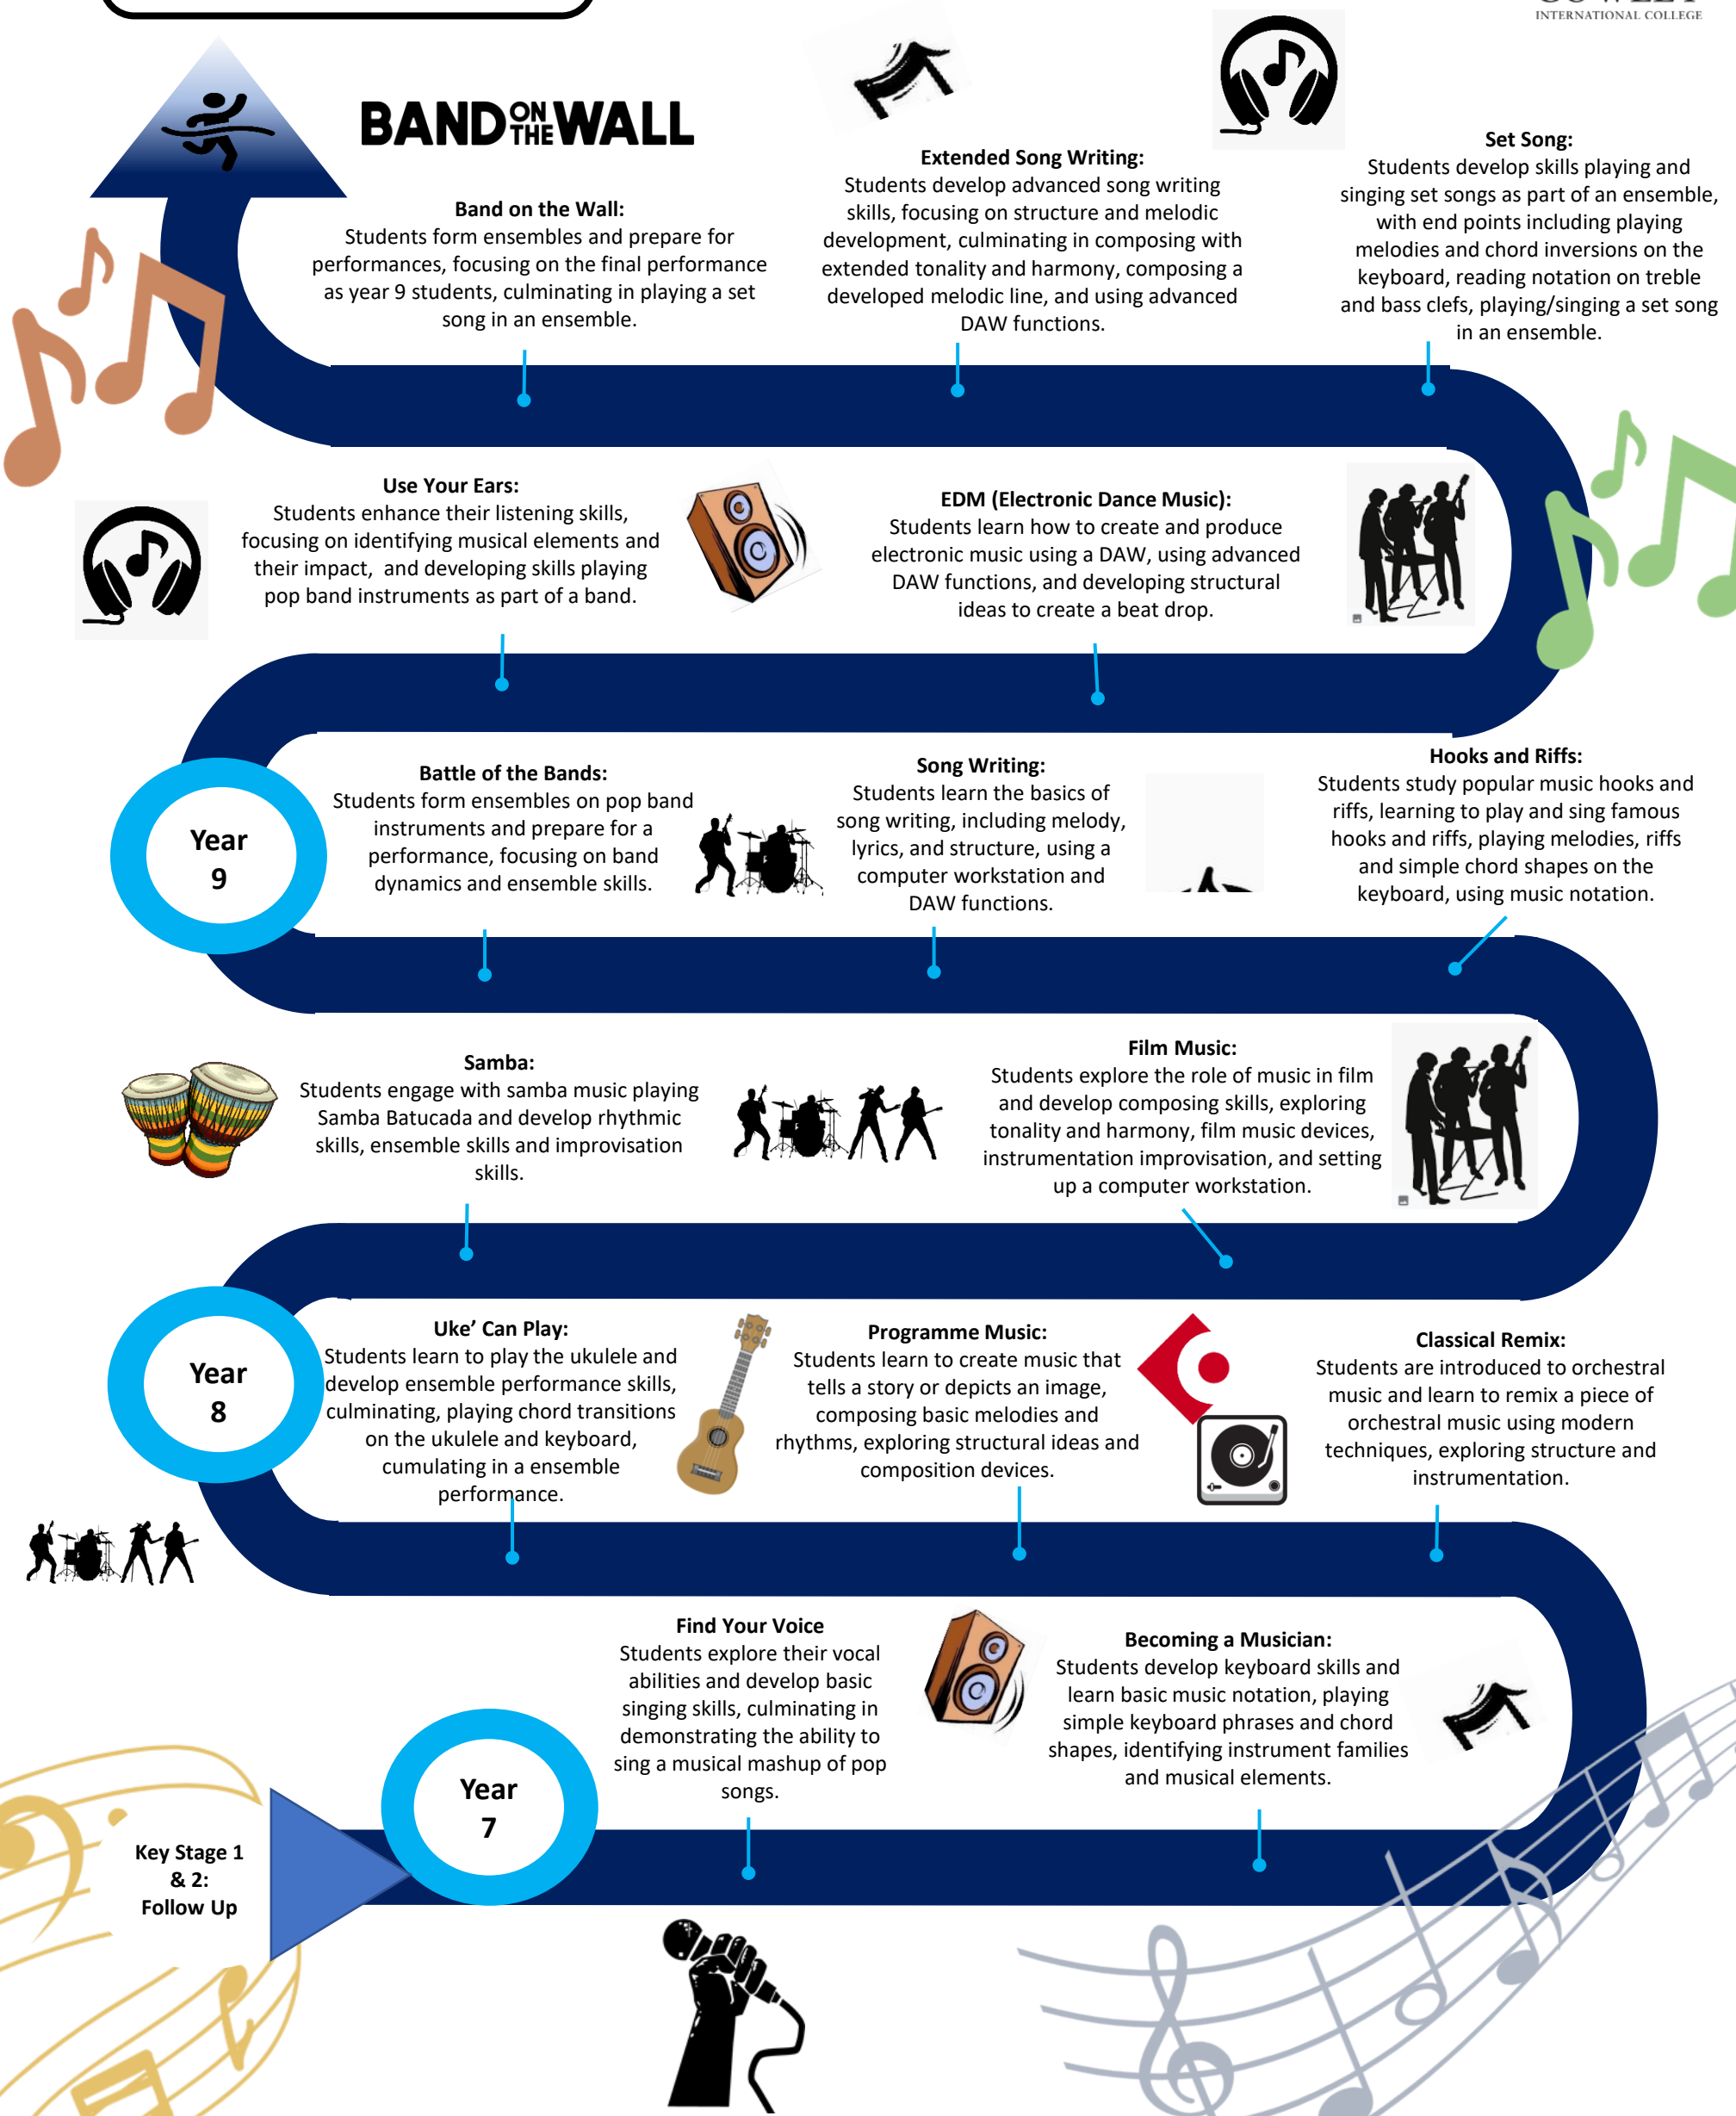 INTERNATIONAL COLLEGE
BAND ON THE WALL
Band on the Wall:
Students form ensembles and prepare for
performances, focusing on the final performance
as year 9 students, culminating in playing a set
song in an ensemble.
Extended Song Writing:
Students develop advanced song writing
skills, focusing on structure and melodic
development, culminating in composing with
extended tonality and harmony, composing a
developed melodic line, and using advanced
DAW functions.
Set Song:
Students develop skills playing and
singing set songs as part of an ensemble,
with end points including playing
melodies and chord inversions on the
keyboard, reading notation on treble
and bass clefs, playing/singing a set song
in an ensemble.
Use Your Ears:
Students enhance their listening skills,
focusing on identifying musical elements and
their impact, and developing skills playing
pop band instruments as part of a band.
EDM (Electronic Dance Music):
Students learn how to create and produce
electronic music using a DAW, using advanced
DAW functions, and developing structural
ideas to create a beat drop.
Year
9
Battle of the Bands:
Students form ensembles on pop band
instruments and prepare for a
performance, focusing on band
dynamics and ensemble skills.
Song Writing:
Students learn the basics of
song writing, including melody,
lyrics, and structure, using a
computer workstation and
DAW functions.
Hooks and Riffs:
Students study popular music hooks and
riffs, learning to play and sing famous
hooks and riffs, playing melodies, riffs
and simple chord shapes on the
keyboard, using music notation.
Samba:
Students engage with samba music playing
Samba Batucada and develop rhythmic
skills, ensemble skills and improvisation
skills.
Film Music:
Students explore the role of music in film
and develop composing skills, exploring
tonality and harmony, film music devices,
instrumentation improvisation, and setting
up a computer workstation.
Year
8
Uke’ Can Play:
Students learn to play the ukulele and
develop ensemble performance skills,
culminating, playing chord transitions
on the ukulele and keyboard,
cumulating in a ensemble
performance.
Programme Music:
Students learn to create music that
tells a story or depicts an image,
composing basic melodies and
rhythms, exploring structural ideas and
composition devices.
Classical Remix:
Students are introduced to orchestral
music and learn to remix a piece of
orchestral music using modern
techniques, exploring structure and
instrumentation.
Find Your Voice
Students explore their vocal
abilities and develop basic
singing skills, culminating in
demonstrating the ability to
sing a musical mashup of pop
songs.
Becoming a Musician:
Students develop keyboard skills and
learn basic music notation, playing
simple keyboard phrases and chord
shapes, identifying instrument families
and musical elements.
Year
7
Key Stage 1
& 2:
Follow Up